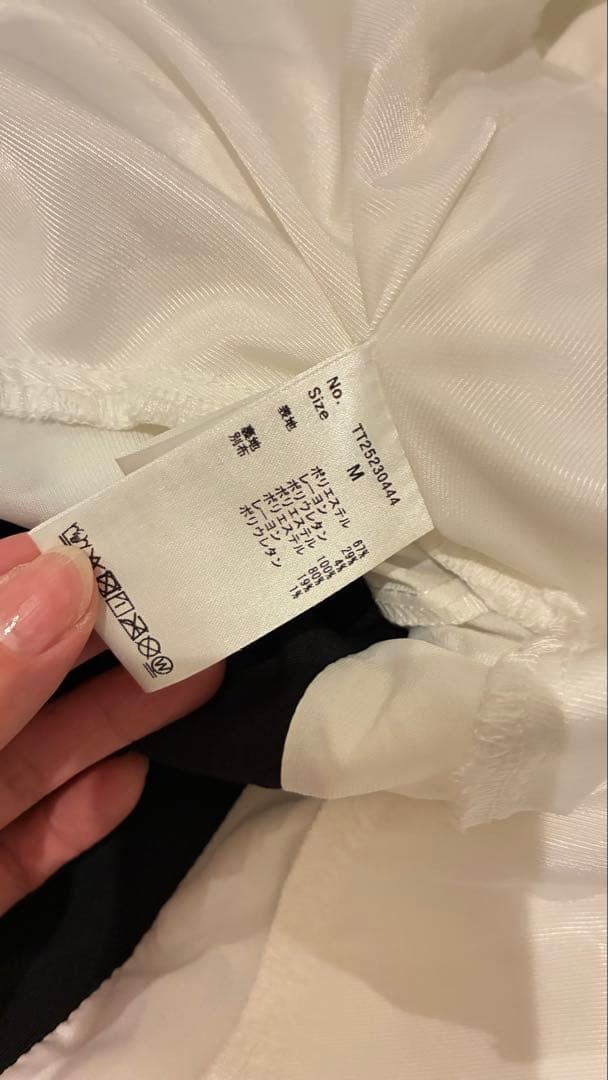 No. TT25230444
Size M
表地 ポリエステル 67%
レーヨン 29%
ポリウレタン 4%
裏地 ポリエステル 100%
別布 ポリエステル 80%
レーヨン 19%
ポリウレタン 1%
W